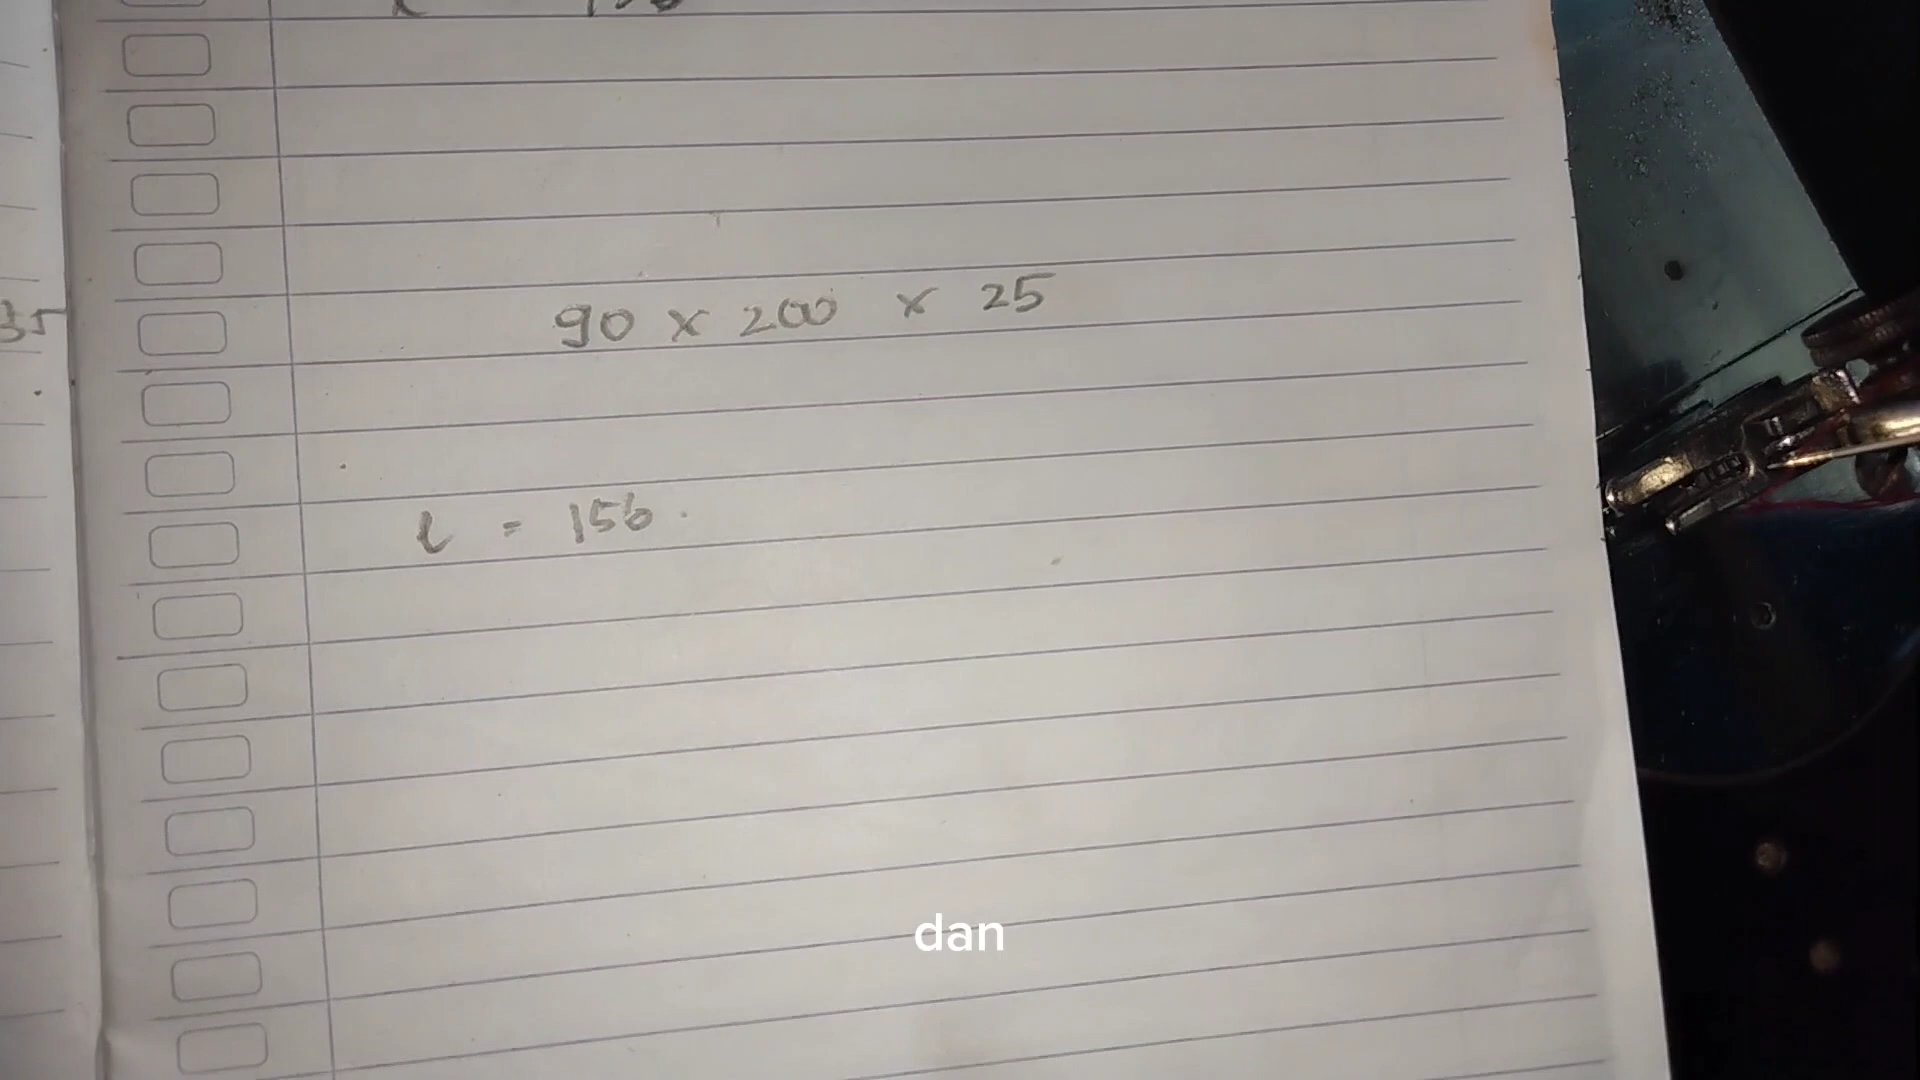 90 x 200 x 25
l = 156.
dan